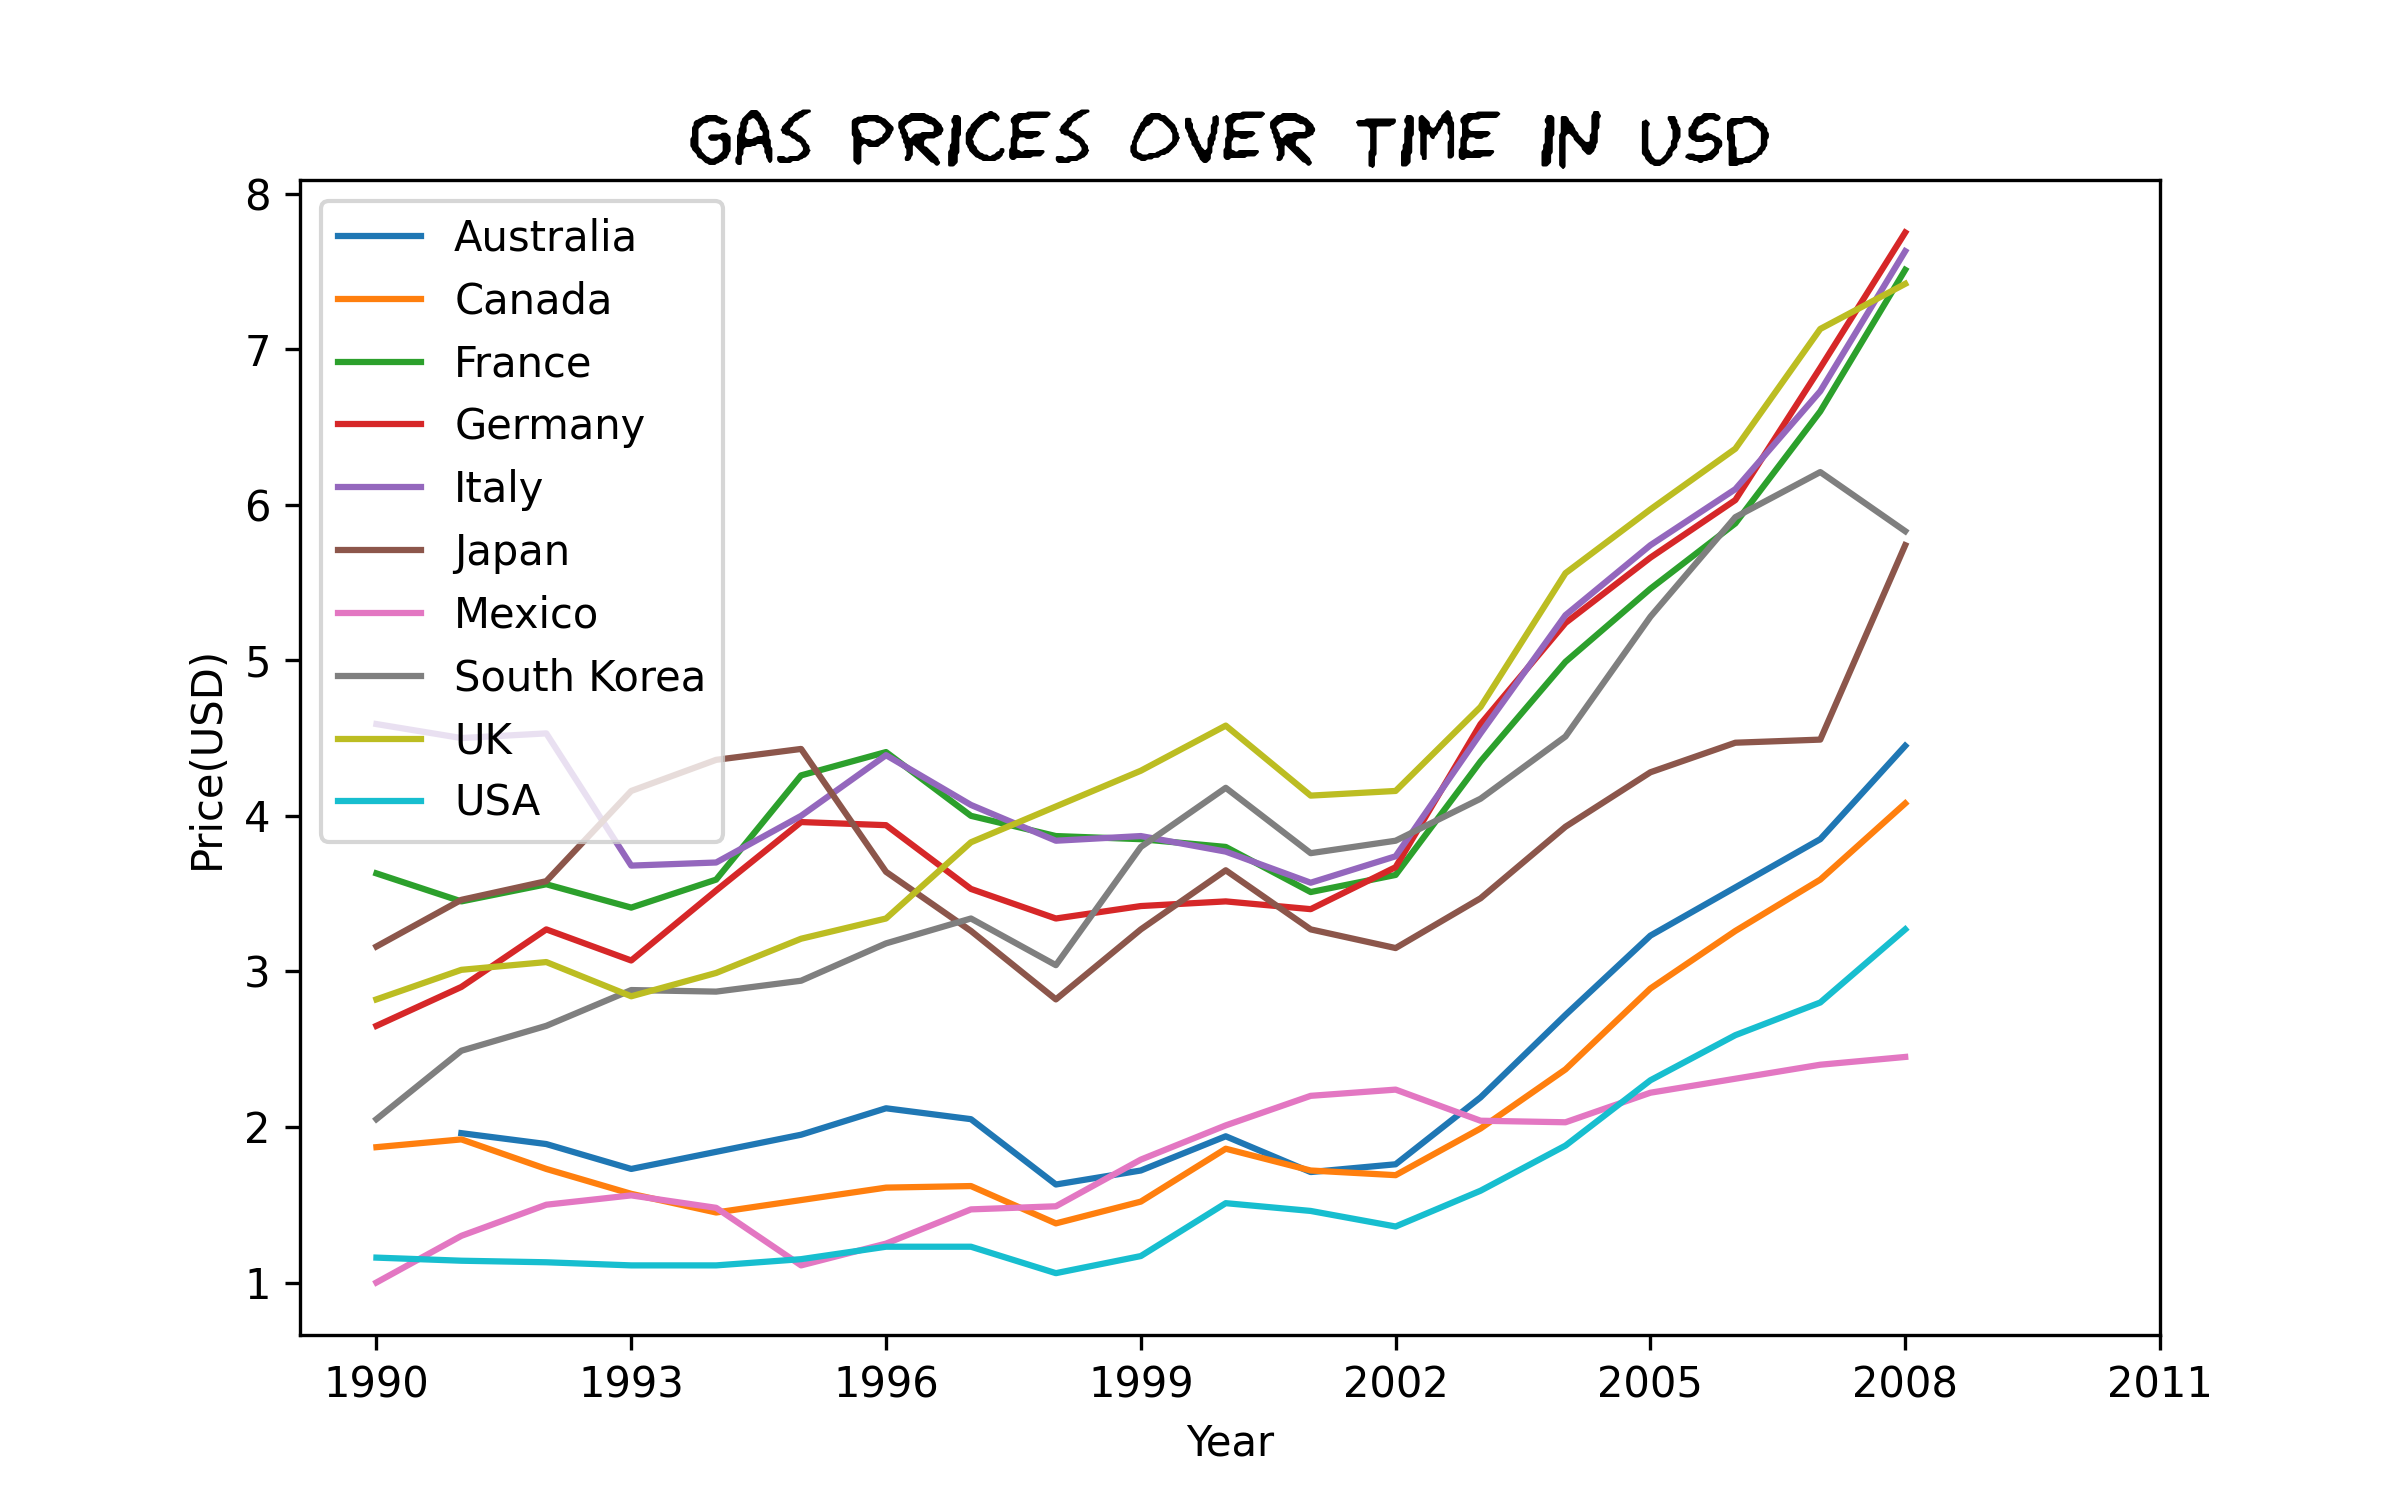 GAS PRICES OVER TIME IN USD
8
7
6
5
4
3
2
1
Price(USD)
Australia
Canada
France
Germany
Italy
Japan
Mexico
South Korea
UK
USA
1990 1993 1996 1999 2002 2005 2008 2011
Year